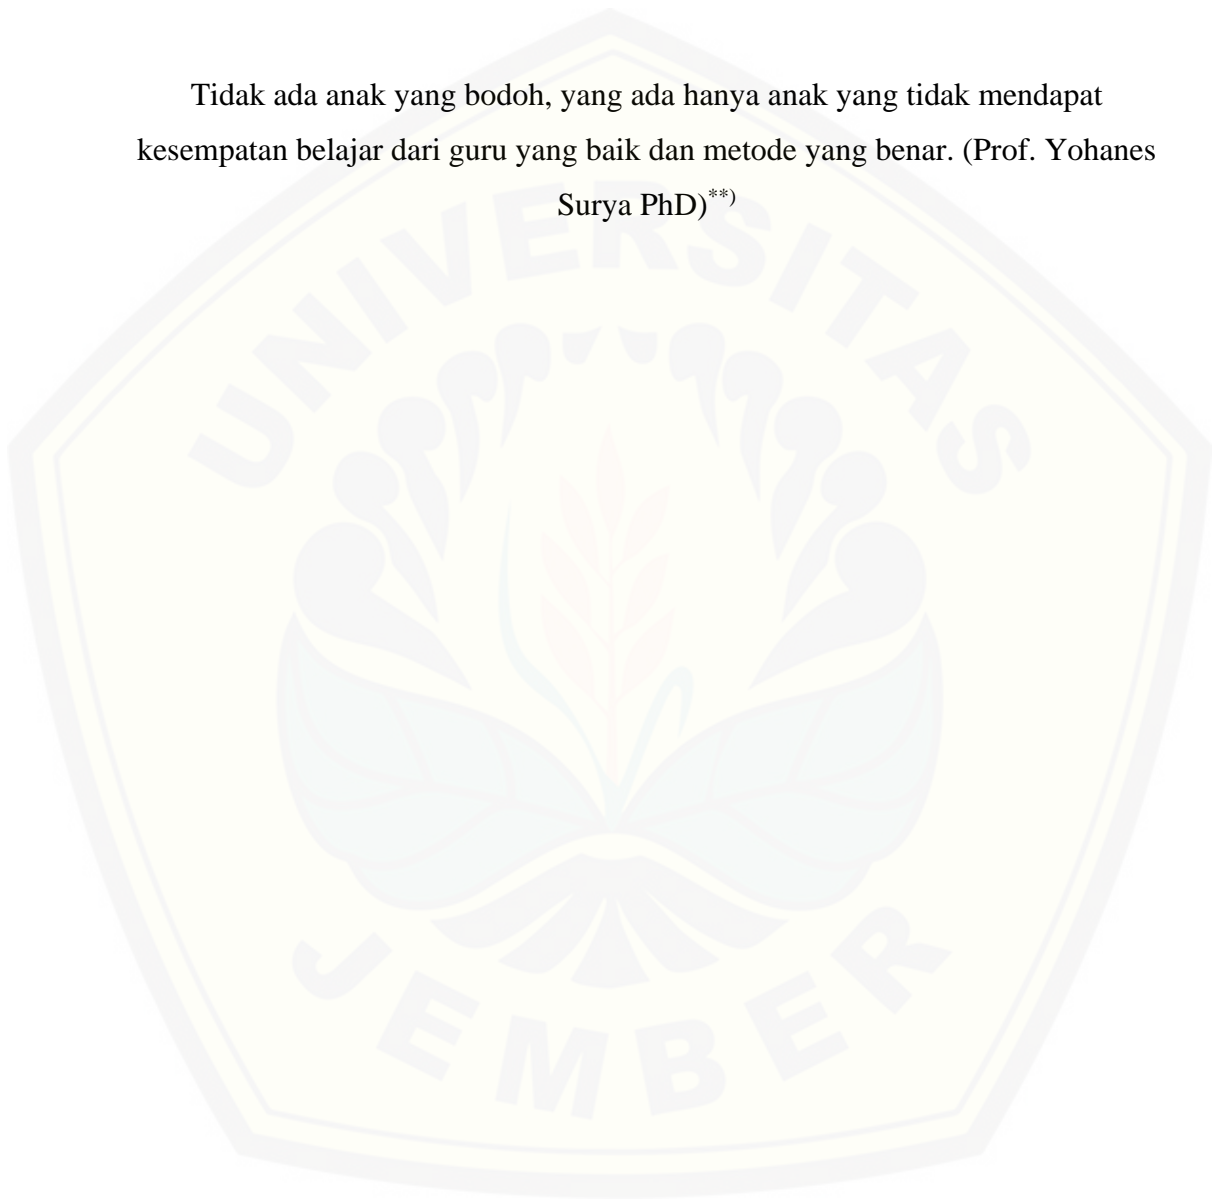 Tidak ada anak yang bodoh, yang ada hanya anak yang tidak mendapat
kesempatan belajar dari guru yang baik dan metode yang benar. (Prof. Yohanes
Surya PhD)**)
UNIVERSITAS
JEMBER